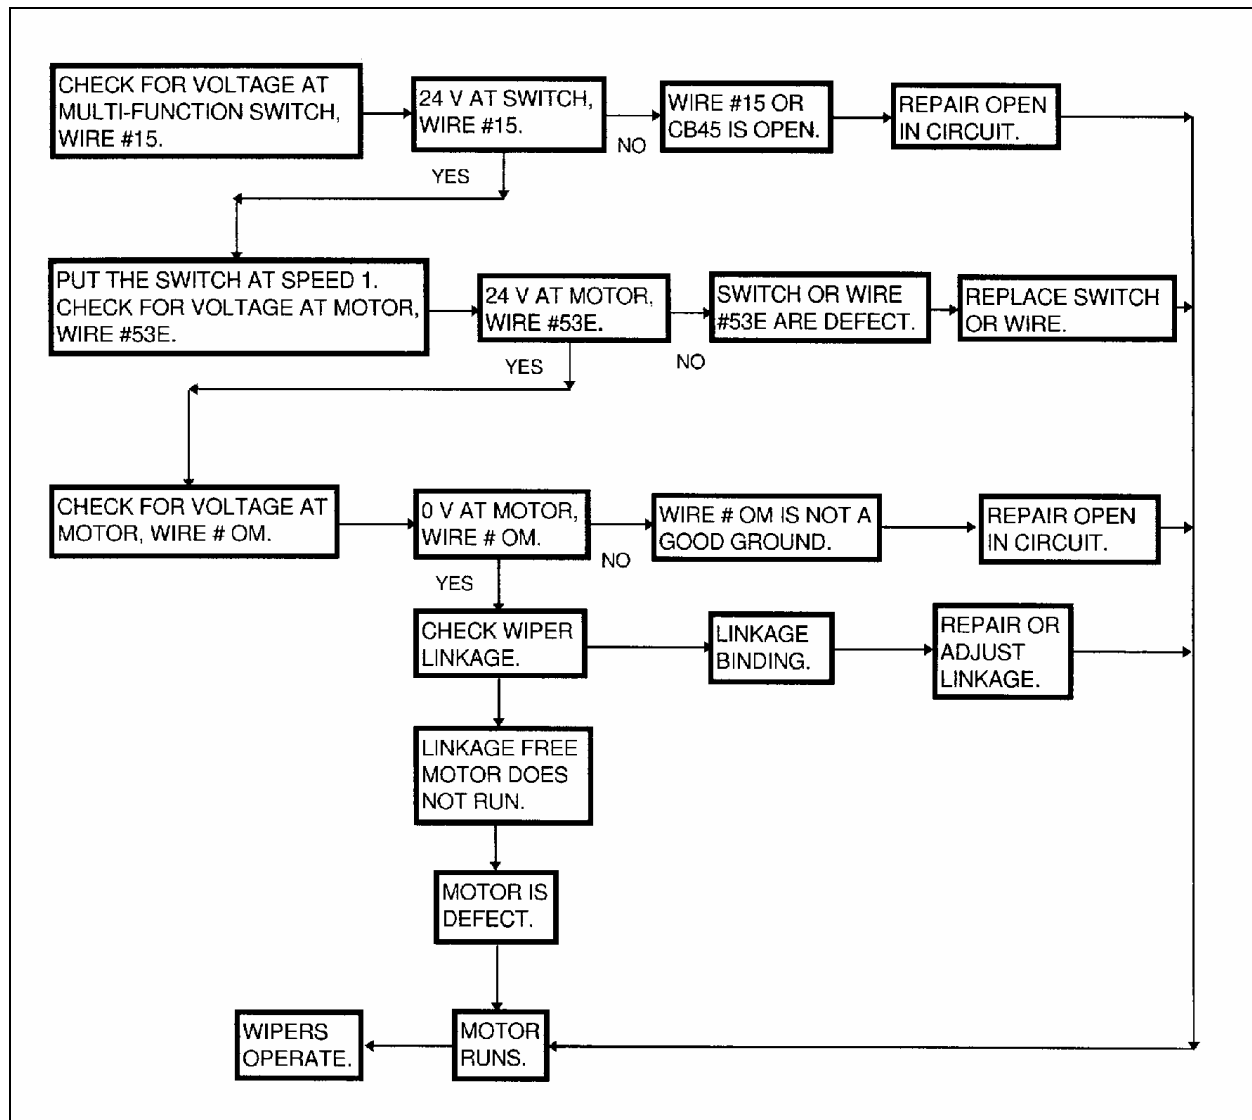 CHECK FOR VOLTAGE AT
MULTI-FUNCTION SWITCH,
WIRE #15.
24 V AT SWITCH,
WIRE #15.
NO
WIRE #15 OR
CB45 IS OPEN.
REPAIR OPEN
IN CIRCUIT.
YES
PUT THE SWITCH AT SPEED 1.
CHECK FOR VOLTAGE AT MOTOR,
WIRE #53E.
24 V AT MOTOR,
WIRE #53E.
NO
SWITCH OR WIRE
#53E ARE DEFECT.
REPLACE SWITCH
OR WIRE.
YES
CHECK FOR VOLTAGE AT
MOTOR, WIRE # OM.
0 V AT MOTOR,
WIRE # OM.
NO
WIRE # OM IS NOT A
GOOD GROUND.
REPAIR OPEN
IN CIRCUIT.
YES
CHECK WIPER
LINKAGE.
LINKAGE
BINDING.
REPAIR OR
ADJUST
LINKAGE.
LINKAGE FREE
MOTOR DOES
NOT RUN.
MOTOR IS
DEFECT.
MOTOR
RUNS.
WIPERS
OPERATE.